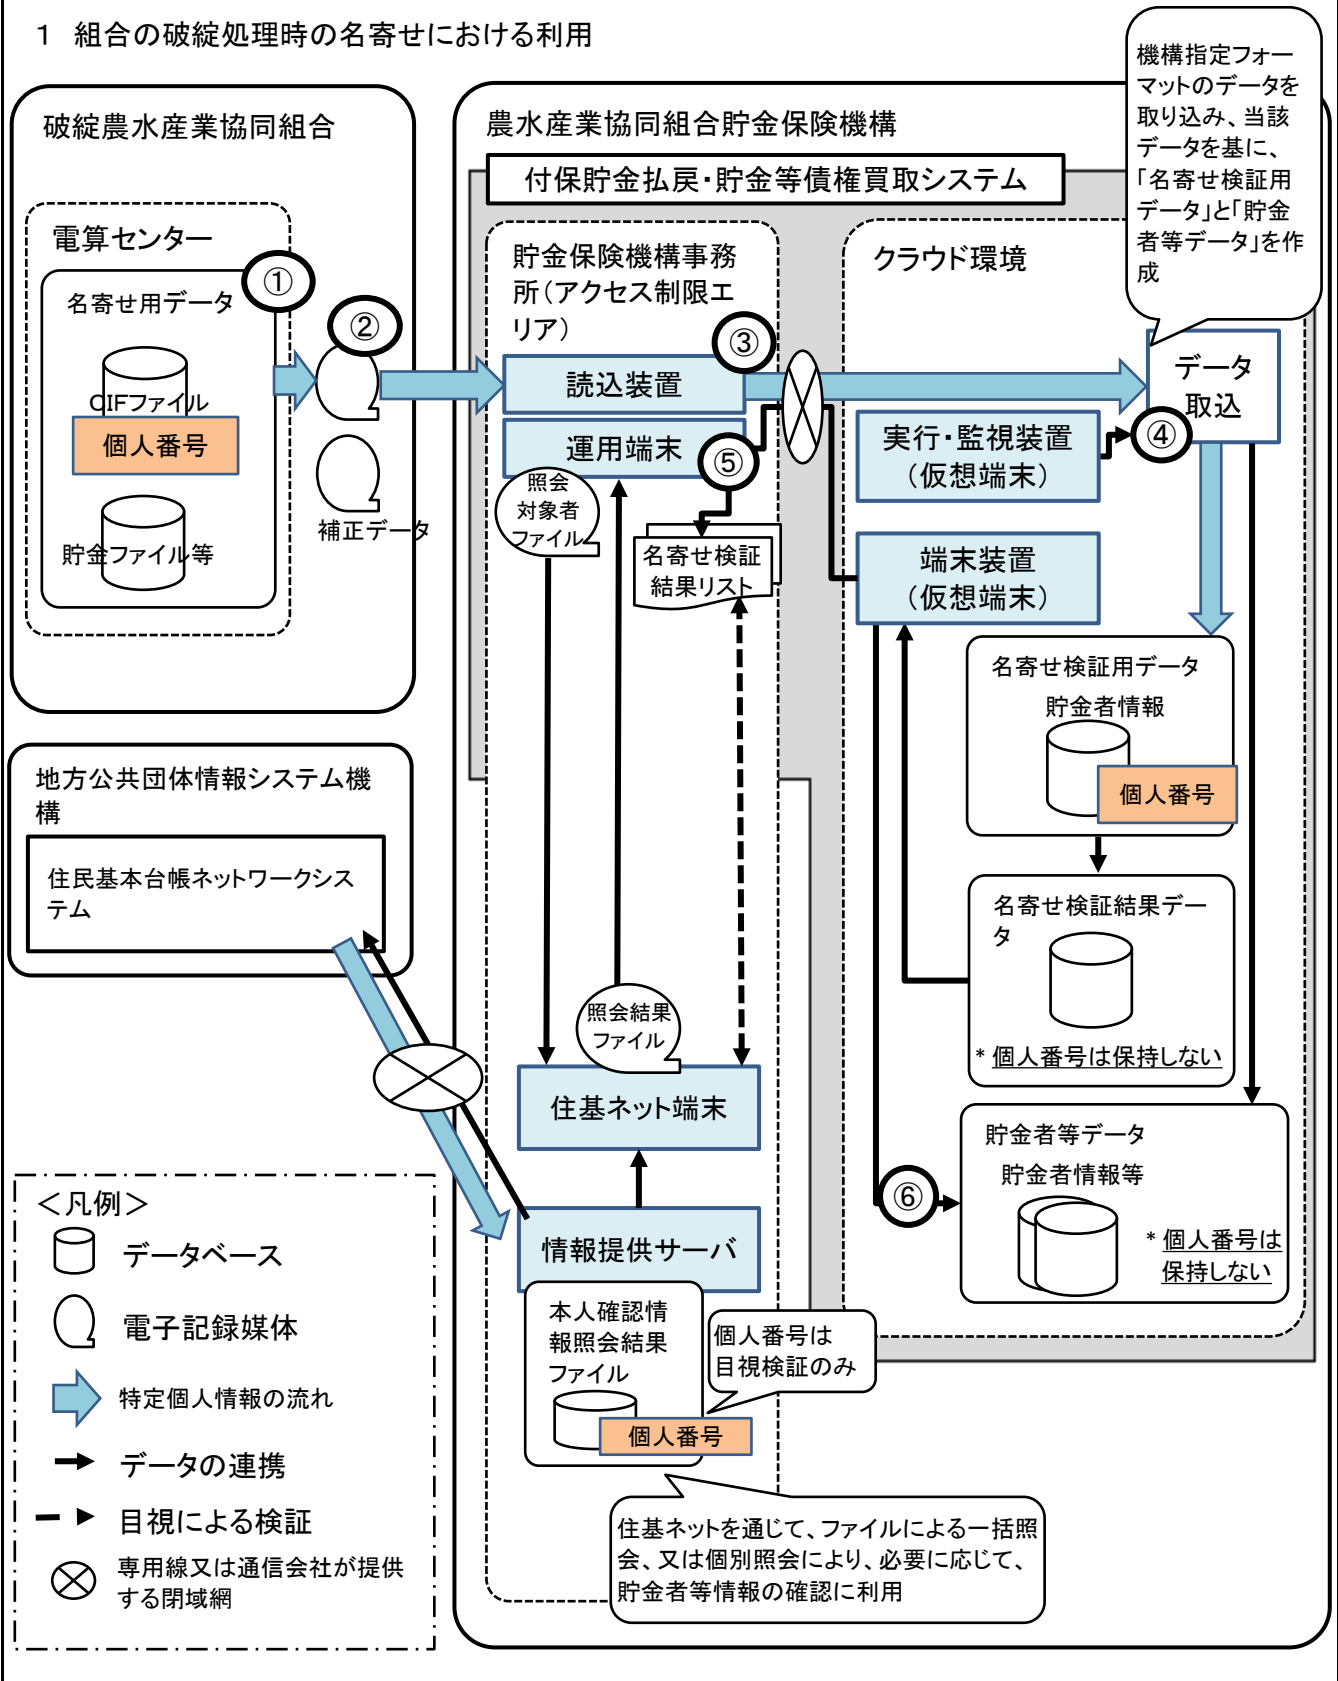 1 組合の破綻処理時の名寄せにおける利用
機構指定フォー
マットのデータを
取り込み、当該
データを基に、
「名寄せ検証用
データ」と「貯金
者等データ」を作
成
破綻農水産業協同組合
電算センター
①
名寄せ用データ
CIFファイル
個人番号
貯金ファイル等
②
補正データ
農水産業協同組合貯金保険機構
付保貯金払戻・貯金等債権買取システム
貯金保険機構事務
所(アクセス制限エ
リア)
③
読込装置
運用端末
⑤
照会
対象者
ファイル
名寄せ検証
結果リスト
クラウド環境
データ
取込
④
実行・監視装置
(仮想端末)
端末装置
(仮想端末)
名寄せ検証用データ
貯金者情報
個人番号
名寄せ検証結果デー
タ
* 個人番号は保持しない
貯金者等データ
貯金者情報等
⑥
* 個人番号は
保持しない
地方公共団体情報システム機
構
住民基本台帳ネットワークシス
テム
照会結果
ファイル
住基ネット端末
情報提供サーバ
本人確認情
報照会結果
ファイル
個人番号
個人番号は
目視検証のみ
住基ネットを通じて、ファイルによる一括照
会、又は個別照会により、必要に応じて、
貯金者等情報の確認に利用
<凡例>
データベース
電子記録媒体
特定個人情報の流れ
データの連携
目視による検証
専用線又は通信会社が提供
する閉域網